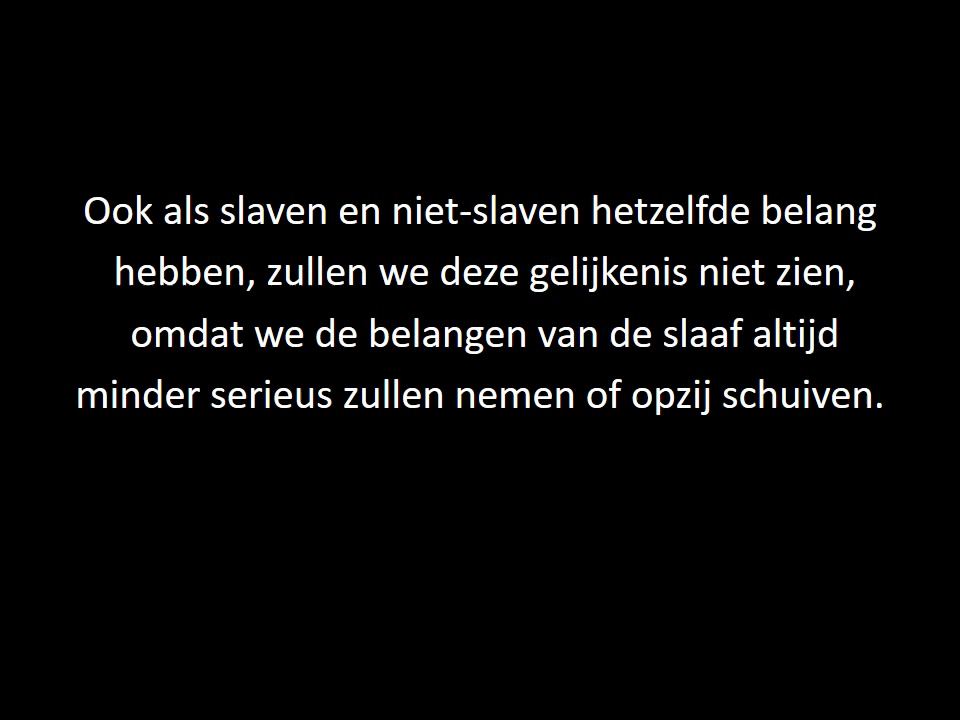 Ook als slaven en niet-slaven hetzelfde belang
hebben, zullen we deze gelijkenis niet zien,
omdat we de belangen van de slaaf altijd
minder serieus zullen nemen of opzij schuiven.